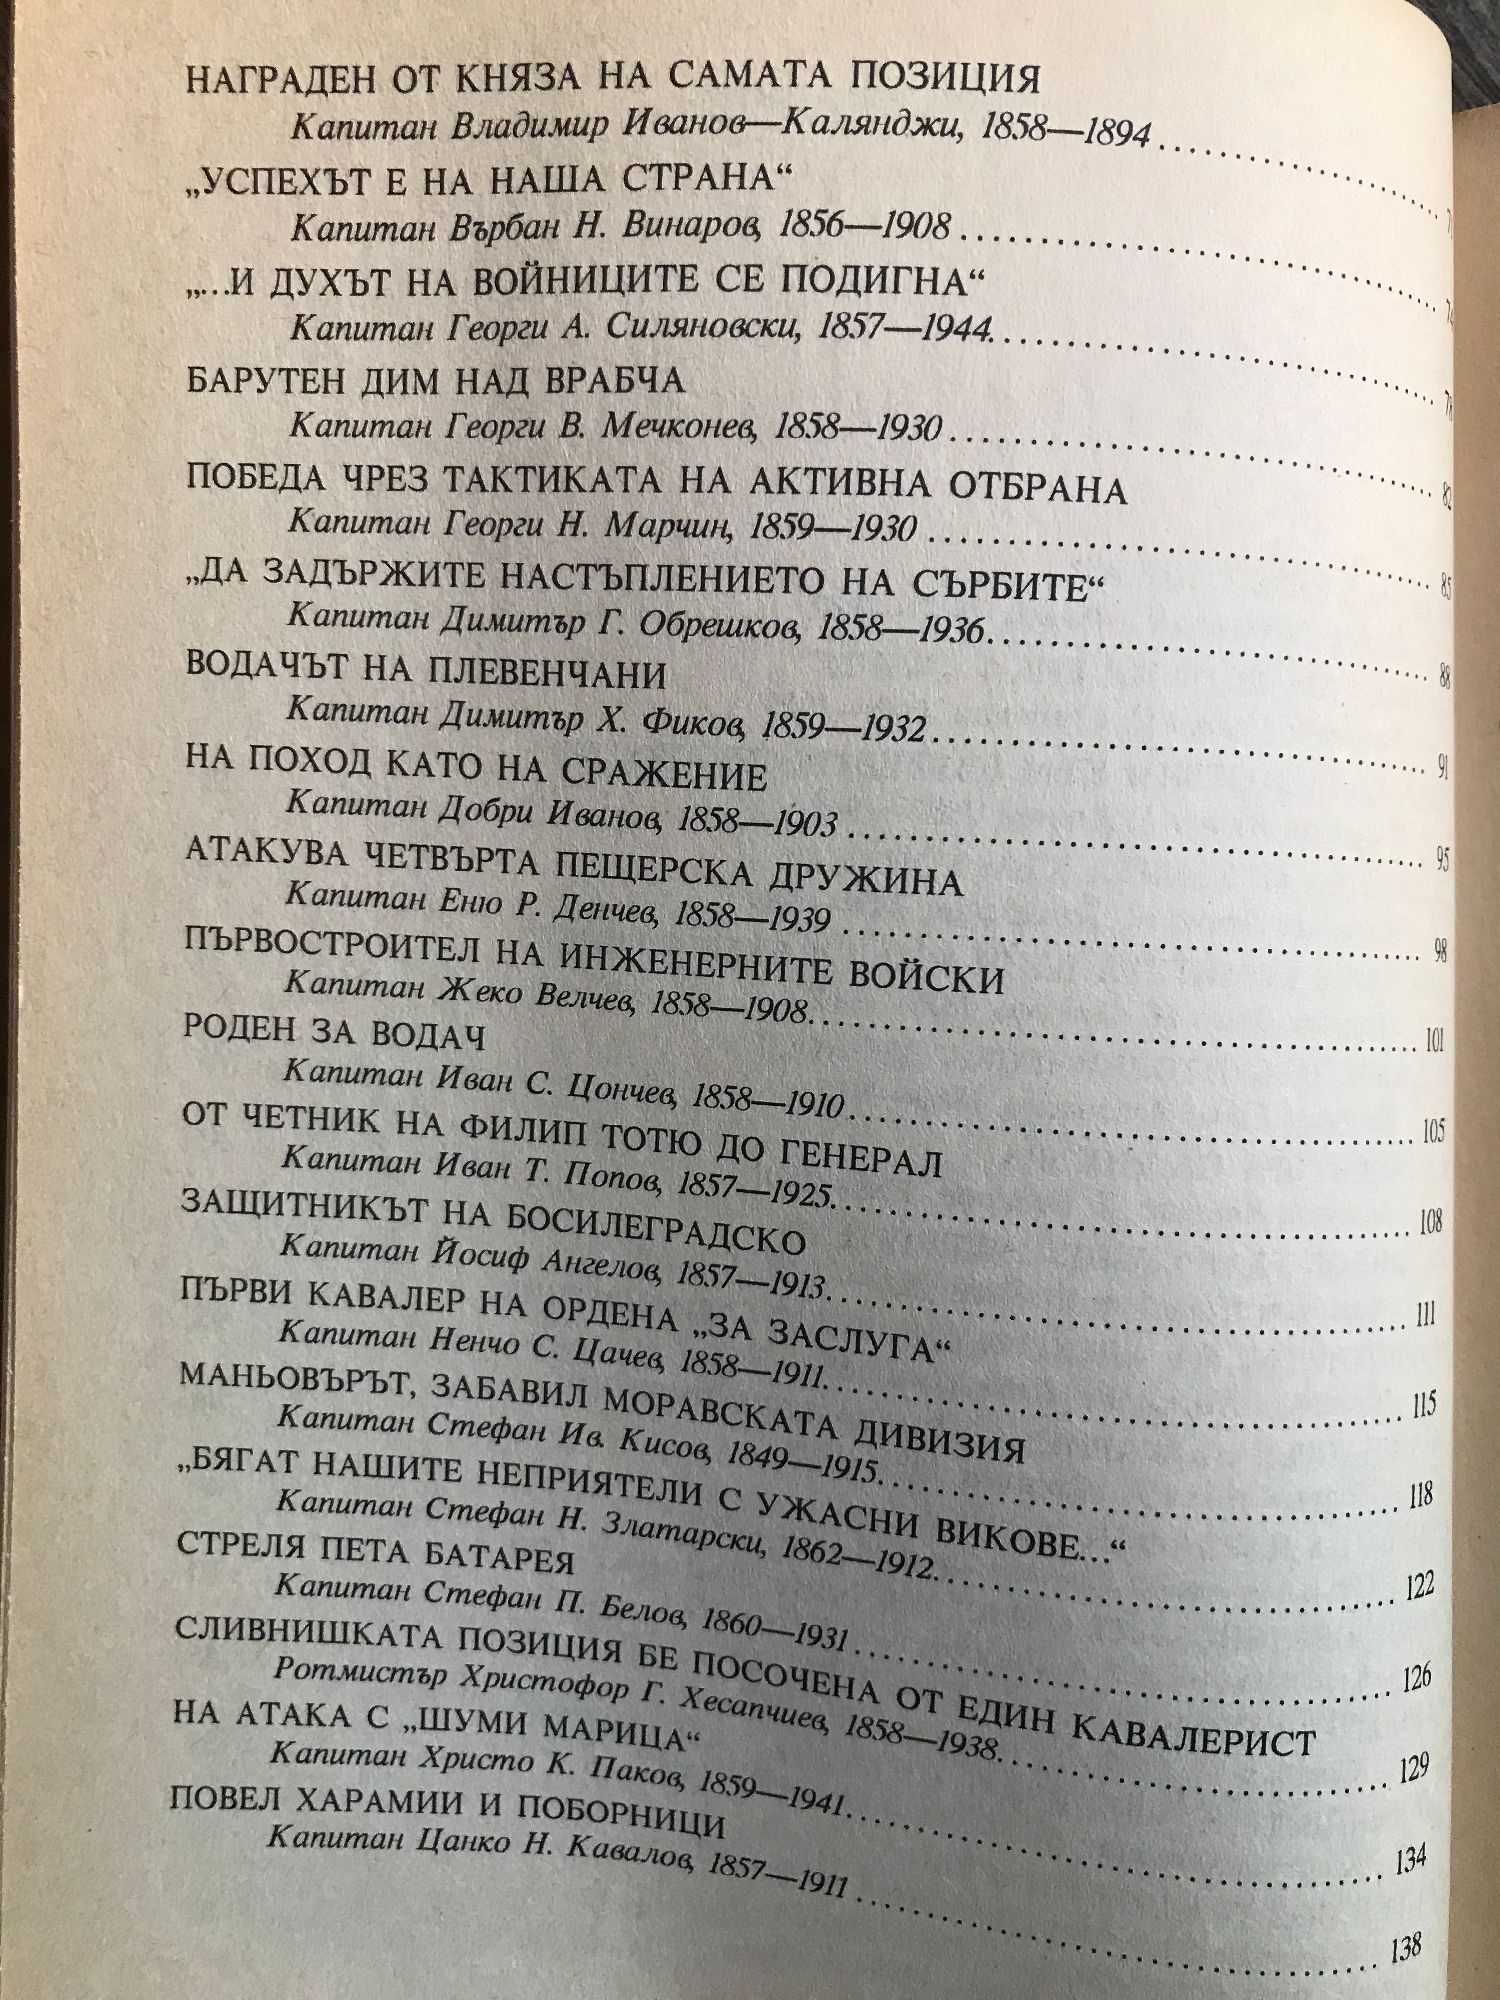 НАГРАДЕН ОТ КНЯЗА НА САМАТА ПОЗИЦИЯ
Капитан Владимир Иванов—Калянджи, 1858—1894
„УСПЕХЪТ Е НА НАША СТРАНА“
Капитан Върбан Н. Винаров, 1856—1908
„...И ДУХЪТ НА ВОЙНИЦИТЕ СЕ ПОДИГНА“
Капитан Георги А. Силяновски, 1857—1944
БАРУТЕН ДИМ НАД ВРАБЧА
Капитан Георги В. Мечконев, 1858—1930 82
ПОБЕДА ЧРЕЗ ТАКТИКАТА НА АКТИВНА ОТБРАНА
Капитан Георги Н. Марчин, 1859—1930 85
„ДА ЗАДЪРЖИТЕ НАСТЪПЛЕНИЕТО НА СЪРБИТЕ“
Капитан Димитър Г. Обрешков, 1858—1936 88
ВОДАЧЪТ НА ПЛЕВЕНЧАНИ
Капитан Димитър Х. Фиков, 1859—1932 91
НА ПОХОД КАТО НА СРАЖЕНИЕ
Капитан Добри Иванов, 1858—1903 95
АТАКУВА ЧЕТВЪРТА ПЕЩЕРСКА ДРУЖИНА
Капитан Еню Р. Денчев, 1858—1939 98
ПЪРВОСТРОИТЕЛ НА ИНЖЕНЕРНИТЕ ВОЙСКИ
Капитан Жеко Велчев, 1858—1908 101
РОДЕН ЗА ВОДАЧ
Капитан Иван С. Цончев, 1858—1910 105
ОТ ЧЕТНИК НА ФИЛИП ТОТЮ ДО ГЕНЕРАЛ
Капитан Иван Т. Попов, 1857—1925 108
ЗАЩИТНИКЪТ НА БОСИЛЕГРАДСКО
Капитан Йосиф Ангелов, 1857—1913 111
ПЪРВИ КАВАЛЕР НА ОРДЕНА „ЗА ЗАСЛУГА“
Капитан Ненчо С. Цачев, 1858—1911 115
МАНЬОВЪРЪТ, ЗАБАВИЛ МОРАВСКАТА ДИВИЗИЯ
Капитан Стефан Ив. Кисов, 1849—1915 118
„БЯГАТ НАШИТЕ НЕПРИЯТЕЛИ С УЖАСНИ ВИКОВЕ...“
Капитан Стефан Н. Златарски, 1862—1912 122
СТРЕЛЯ ПЕТА БАТАРЕЯ
Капитан Стефан П. Белов, 1860—1931 126
СЛИВНИШКАТА ПОЗИЦИЯ БЕ ПОСОЧЕНА ОТ ЕДИН КАВАЛЕРИСТ
Ротмистър Христофор Г. Хесапчиев, 1858—1938 129
НА АТАКА С „ШУМИ МАРИЦА“
Капитан Христо К. Паков, 1859—1941 134
ПОВЕЛ ХАРАМИИ И ПОБОРНИЦИ
Капитан Цанко Н. Кавалов, 1857—1911 138